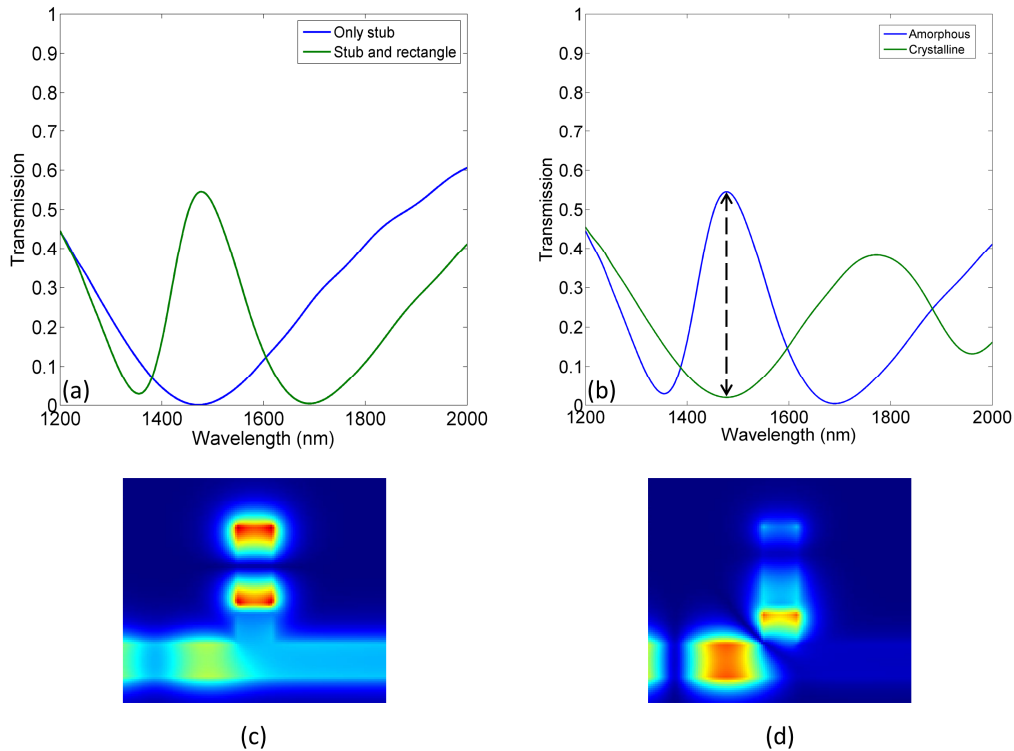 Only stub
Stub and rectangle
Transmission
1
0.9
0.8
0.7
0.6
0.5
0.4
0.3
0.2
0.1
0
(a)
1200 1400 1600 1800 2000
Wavelength (nm)
Amorphous
Crystalline
Transmission
1
0.9
0.8
0.7
0.6
0.5
0.4
0.3
0.2
0.1
0
(b)
1200 1400 1600 1800 2000
Wavelength (nm)
(c)
(d)